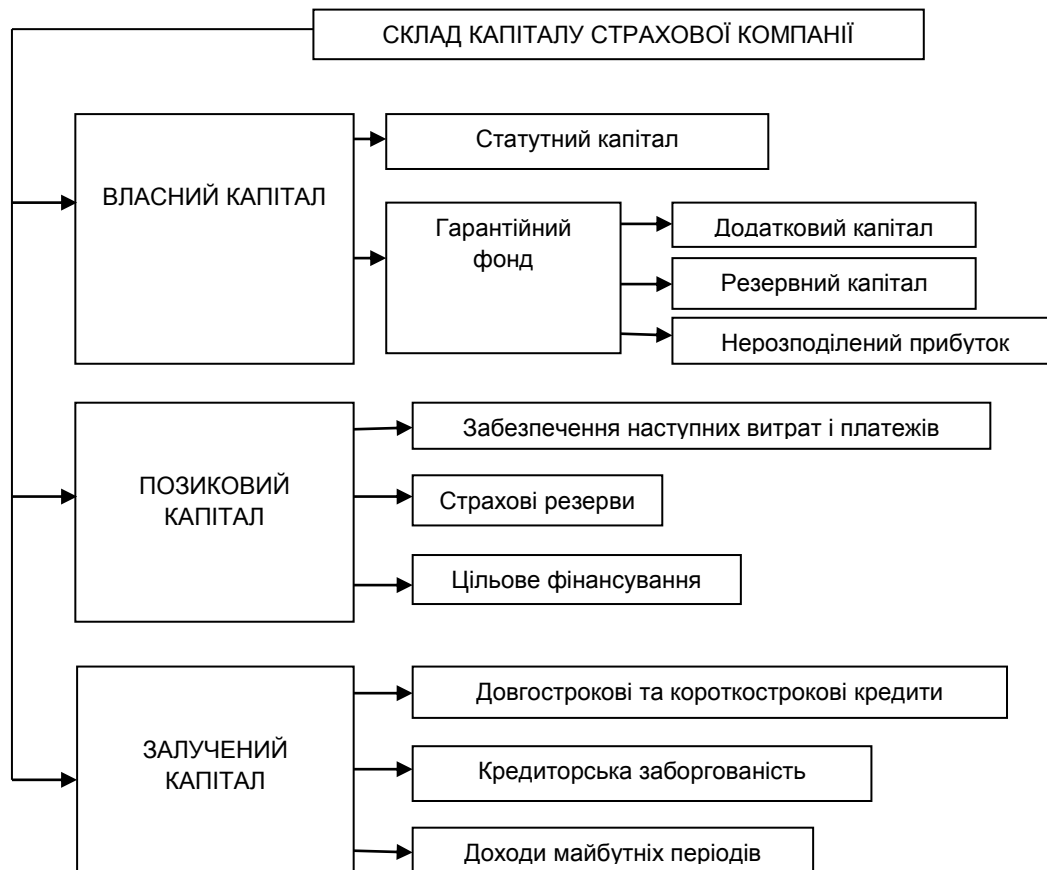 СКЛАД КАПІТАЛУ СТРАХОВОЇ КОМПАНІЇ
ВЛАСНИЙ КАПІТАЛ
Статутний капітал
Гарантійний
фонд
Додатковий капітал
Резервний капітал
Нерозподілений прибуток
ПОЗИКОВИЙ
КАПІТАЛ
Забезпечення наступних витрат і платежів
Страхові резерви
Цільове фінансування
ЗАЛУЧЕНИЙ
КАПІТАЛ
Довгострокові та короткострокові кредити
Кредиторська заборгованість
Доходи майбутніх періодів